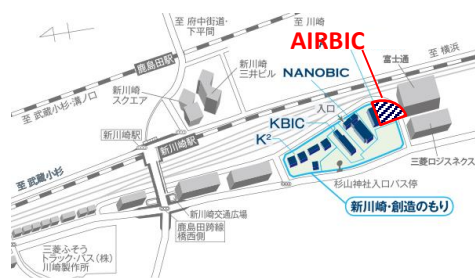 至 府中街道・
下平間
至 川崎
AIRBIC
鹿島田駅
至 横浜
富士通
新川崎
三井ビル
NANOBIC
至 武蔵小杉・溝ノ口
新川崎
スクエア
入口
KBIC
K²
新川崎駅
新川崎駅
三菱ロジスネクスト
至 武蔵小杉
杉山神社入口バス停
新川崎・創造のもり
新川崎交通広場
鹿島田跨線
橋西側
三菱ふそう
トラック・バス(株)
川崎製作所